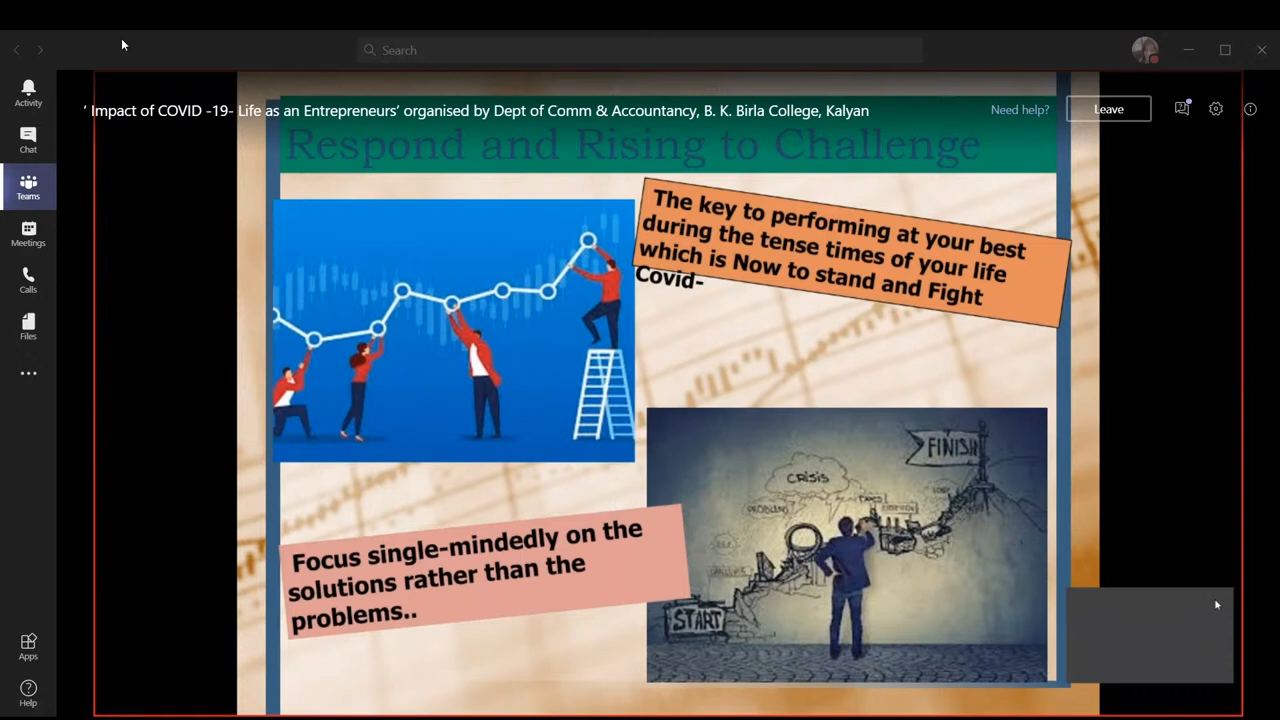 Search
Activity
Chat
Teams
Meetings
Calls
Files
Apps
Help
' Impact of COVID -19- Life as an Entrepreneurs' organised by Dept of Comm & Accountancy, B. K. Birla College, Kalyan
Need help?
Leave
Respond and Rising to Challenge
The key to performing at your best
during the tense times of your life
which is Now to stand and Fight
Covid-
Focus single-mindedly on the
solutions rather than the
problems..
FINISH
CRISIS
PROBLEMS
START